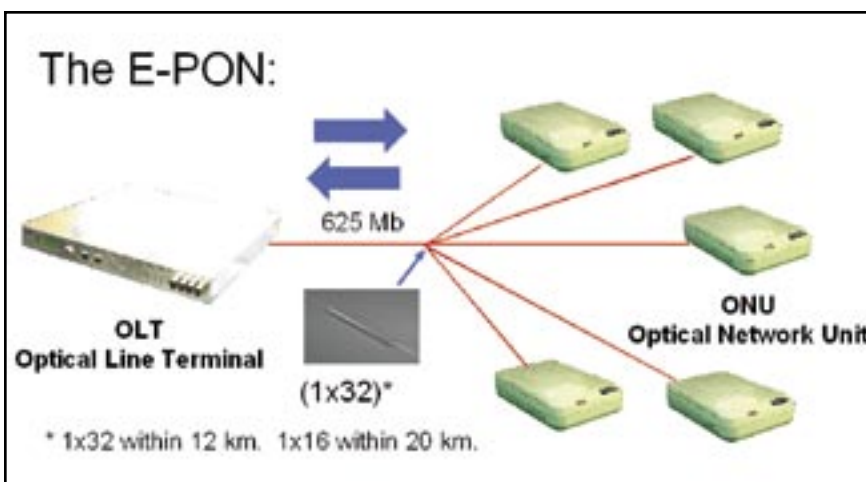 The E-PON:
625 Mb
OLT
Optical Line Terminal
(1x32)*
ONU
Optical Network Unit
* 1x32 within 12 km. 1x16 within 20 km.